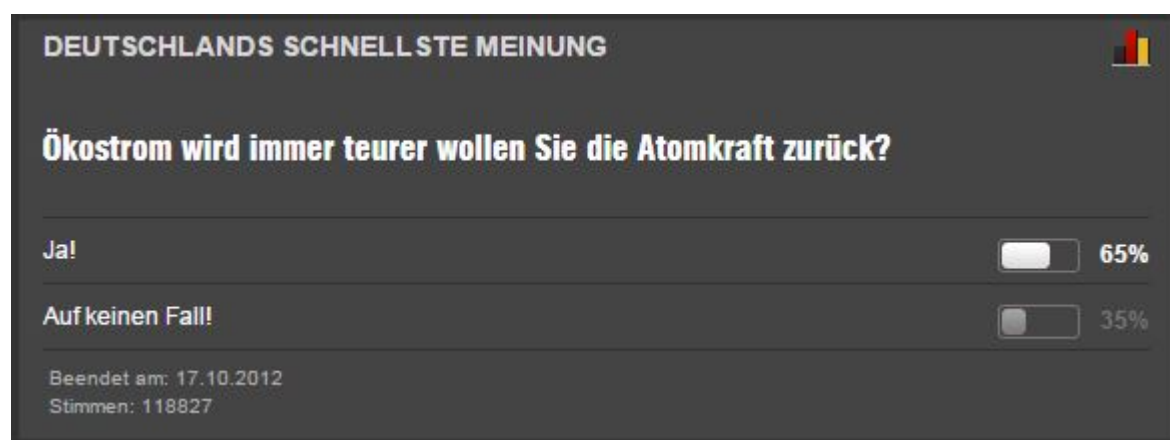 DEUTSCHLANDS SCHNELLSTE MEINUNG
Ökostrom wird immer teurer wollen Sie die Atomkraft zurück?
Ja! 65%
Auf keinen Fall! 35%
Beendet am: 17.10.2012
Stimmen: 118827